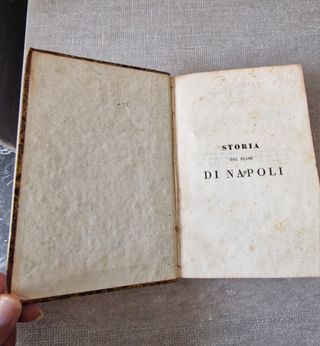 STORIA
DEL REAME
DI NAPOLI